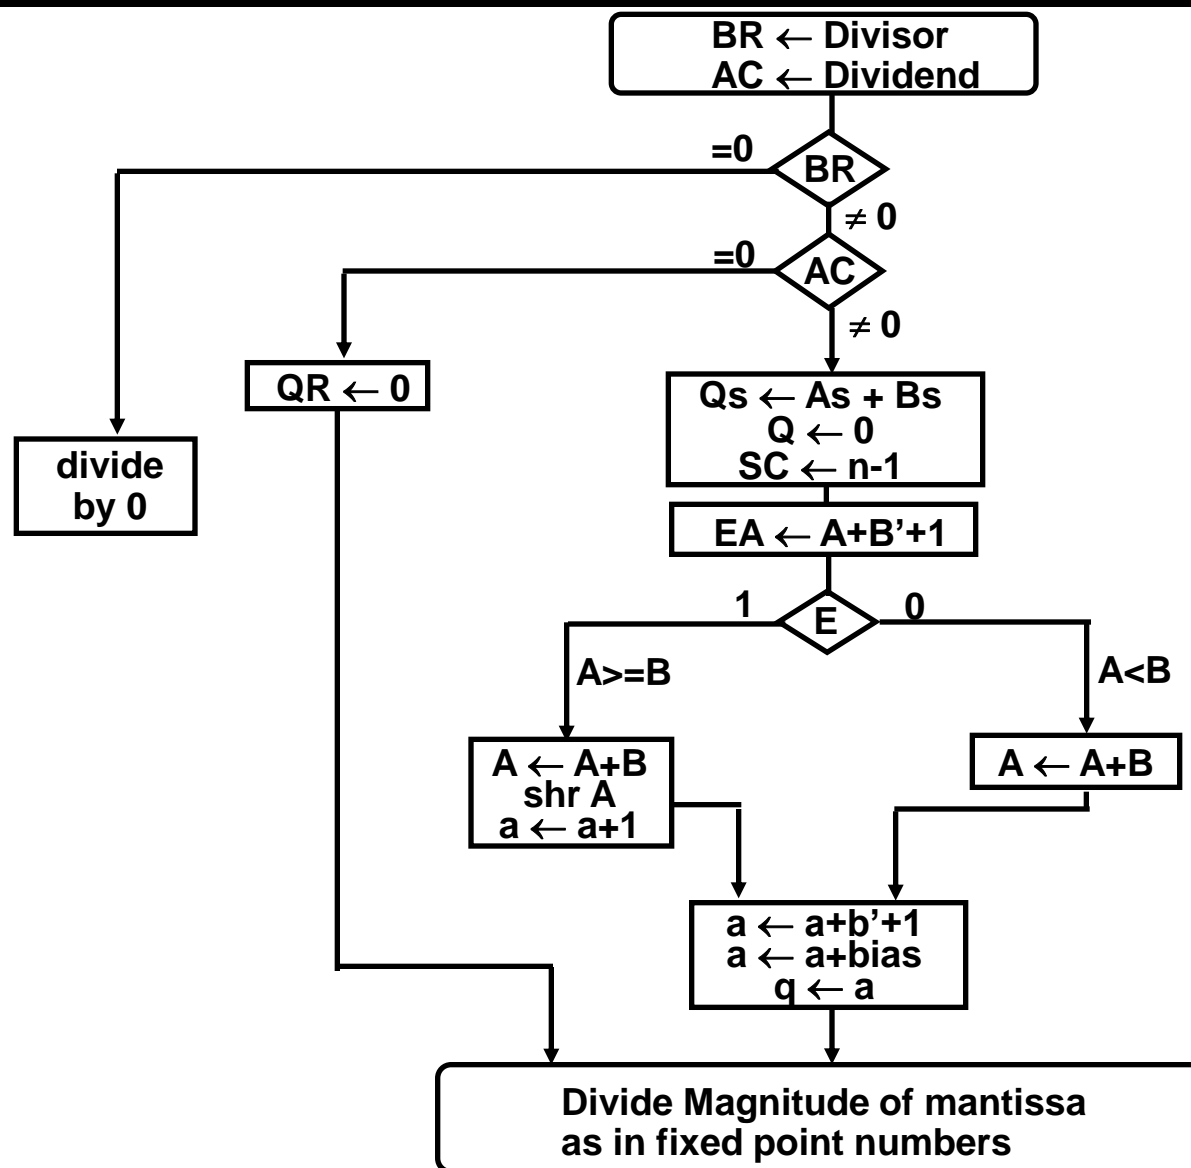 BR ← Divisor
AC ← Dividend
=0
BR
≠ 0
=0
AC
≠ 0
QR ← 0
Qs ← As + Bs
Q ← 0
SC ← n-1
divide
by 0
EA ← A+B’+1
1
E
0
A>=B
A<B
A ← A+B
shr A
a ← a+1
A ← A+B
a ← a+b’+1
a ← a+bias
q ← a
Divide Magnitude of mantissa
as in fixed point numbers